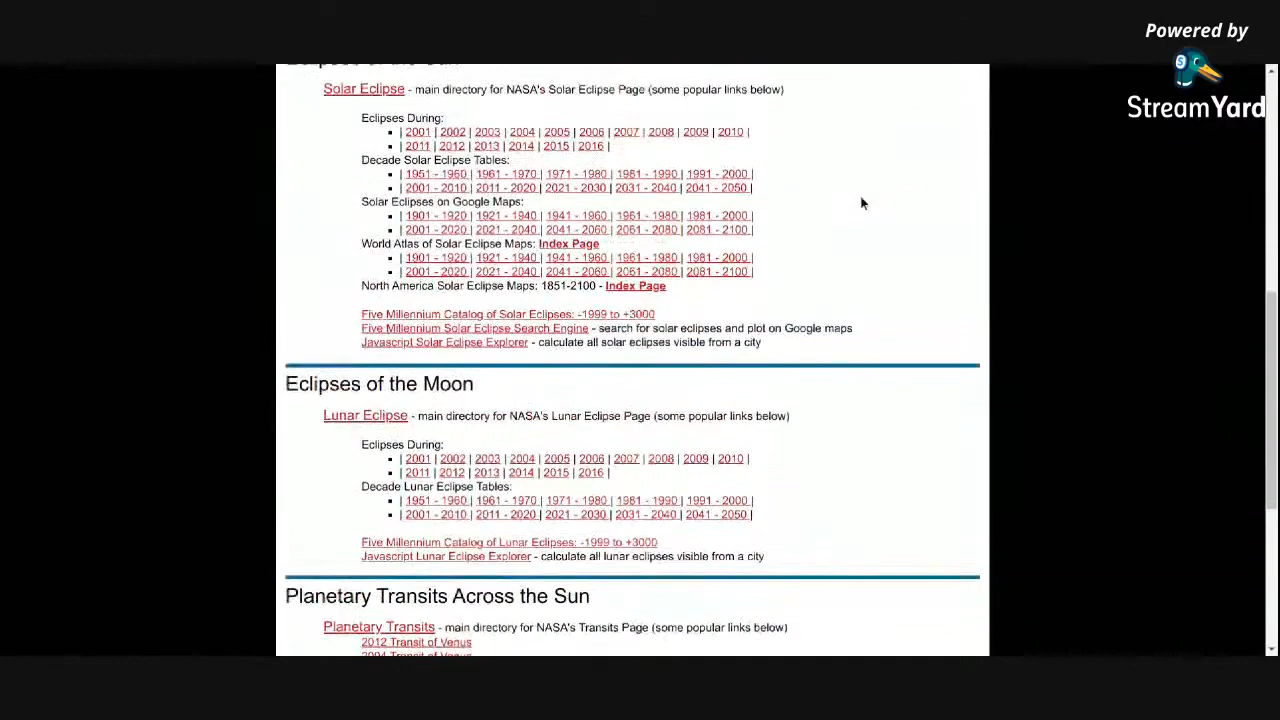 Powered by
StreamYard
Solar Eclipse - main directory for NASA's Solar Eclipse Page (some popular links below)
Eclipses During:
▪ | 2001 | 2002 | 2003 | 2004 | 2005 | 2006 | 2007 | 2008 | 2009 | 2010 |
▪ | 2011 | 2012 | 2013 | 2014 | 2015 | 2016 |
Decade Solar Eclipse Tables:
▪ | 1951 - 1960 | 1961 - 1970 | 1971 - 1980 | 1981 - 1990 | 1991 - 2000 |
▪ | 2001 - 2010 | 2011 - 2020 | 2021 - 2030 | 2031 - 2040 | 2041 - 2050 |
Solar Eclipses on Google Maps:
▪ | 1901 - 1920 | 1921 - 1940 | 1941 - 1960 | 1961 - 1980 | 1981 - 2000 |
▪ | 2001 - 2020 | 2021 - 2040 | 2041 - 2060 | 2061 - 2080 | 2081 - 2100 |
World Atlas of Solar Eclipse Maps: Index Page
▪ | 1901 - 1920 | 1921 - 1940 | 1941 - 1960 | 1961 - 1980 | 1981 - 2000 |
▪ | 2001 - 2020 | 2021 - 2040 | 2041 - 2060 | 2061 - 2080 | 2081 - 2100 |
North America Solar Eclipse Maps: 1851-2100 - Index Page
Five Millennium Catalog of Solar Eclipses: -1999 to +3000
Five Millennium Solar Eclipse Search Engine - search for solar eclipses and plot on Google maps
Javascript Solar Eclipse Explorer - calculate all solar eclipses visible from a city
Eclipses of the Moon
Lunar Eclipse - main directory for NASA's Lunar Eclipse Page (some popular links below)
Eclipses During:
▪ | 2001 | 2002 | 2003 | 2004 | 2005 | 2006 | 2007 | 2008 | 2009 | 2010 |
▪ | 2011 | 2012 | 2013 | 2014 | 2015 | 2016 |
Decade Lunar Eclipse Tables:
▪ | 1951 - 1960 | 1961 - 1970 | 1971 - 1980 | 1981 - 1990 | 1991 - 2000 |
▪ | 2001 - 2010 | 2011 - 2020 | 2021 - 2030 | 2031 - 2040 | 2041 - 2050 |
Five Millennium Catalog of Lunar Eclipses: -1999 to +3000
Javascript Lunar Eclipse Explorer - calculate all lunar eclipses visible from a city
Planetary Transits Across the Sun
Planetary Transits - main directory for NASA's Transits Page (some popular links below)
2012 Transit of Venus